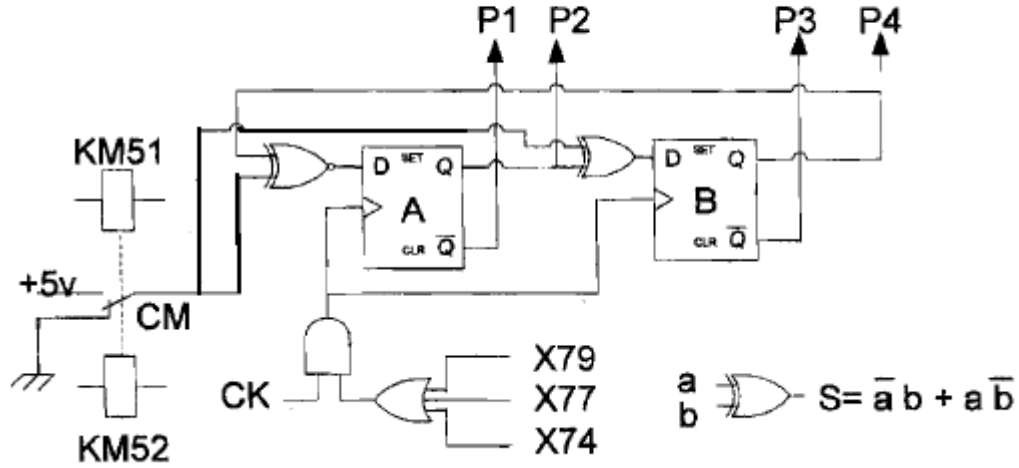 P1 P2 P3 P4
KM51
D SET Q
A
CLR Q̅
D SET Q
B
CLR Q̅
+5v
CM
CK
KM52
X79
X77
X74
a
b
S= a̅ b + a b̅